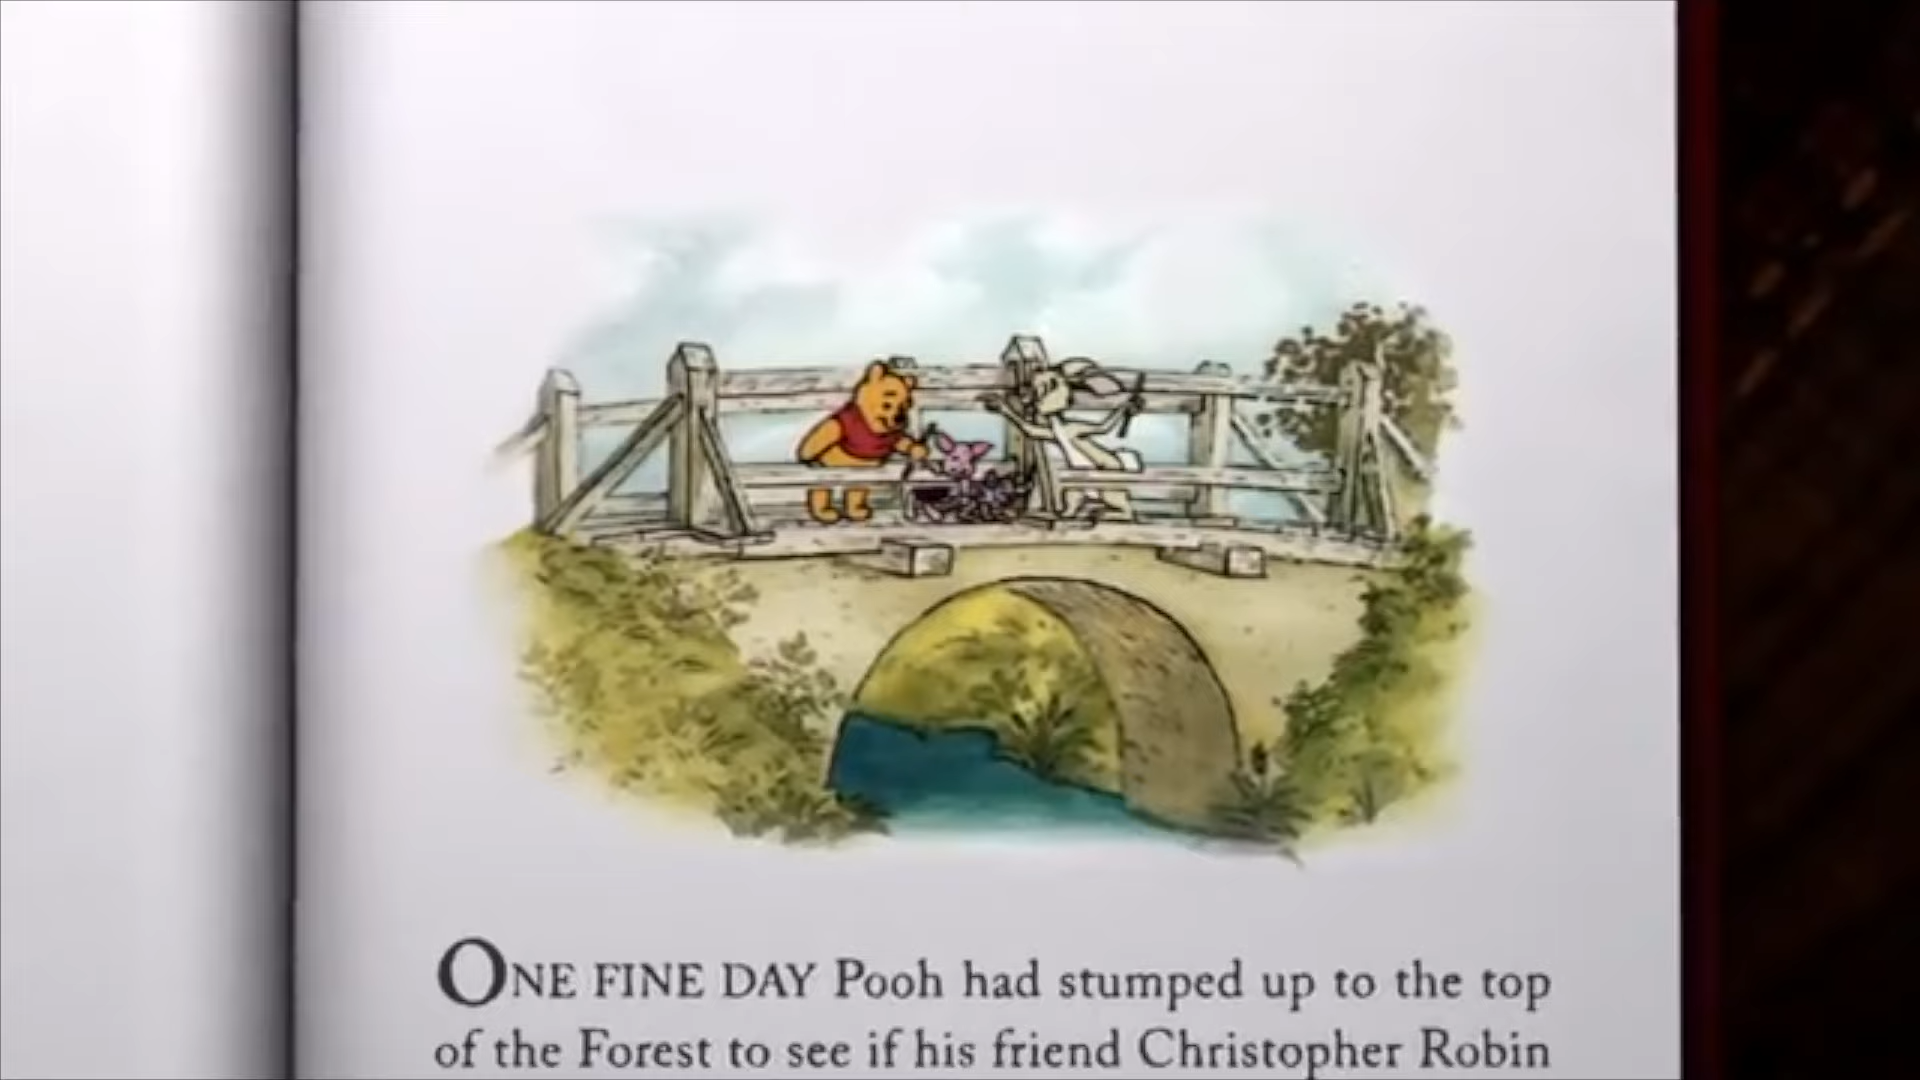 ONE FINE DAY Pooh had stumped up to the top
of the Forest to see if his friend Christopher Robin